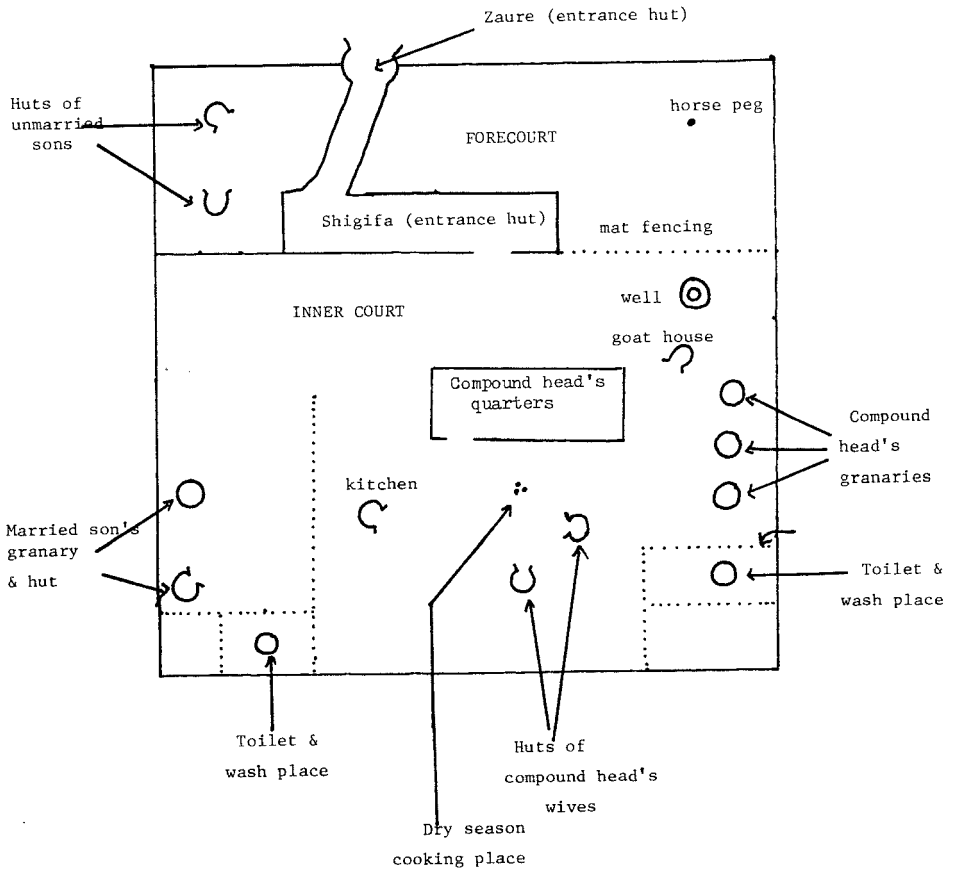 Zaure (entrance hut)
Huts of
unmarried
sons
horse peg
FORECOURT
Shigifa (entrance hut)
mat fencing
well
INNER COURT
goat house
Compound head's
quarters
Compound
head's
granaries
kitchen
Married son's
granary
& hut
Toilet &
wash place
Toilet &
wash place
Huts of
compound head's
wives
Dry season
cooking place